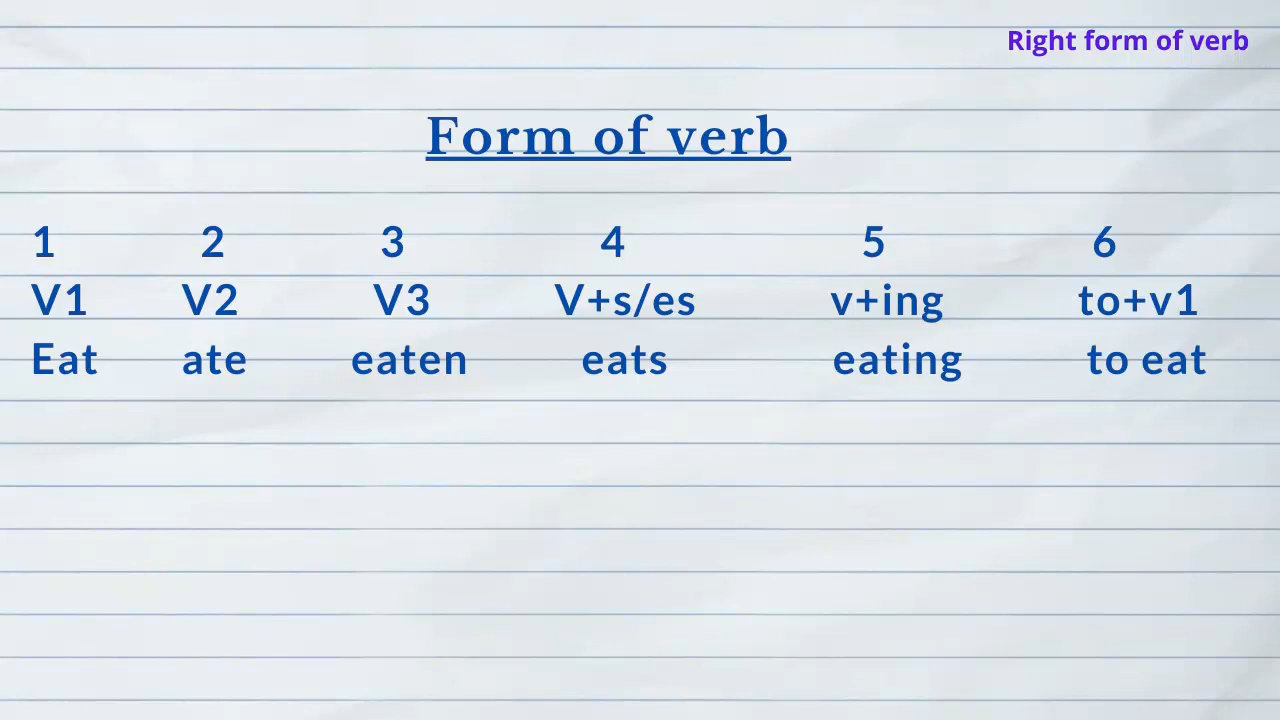 Right form of verb
Form of verb
1 2 3 4 5 6
V1 V2 V3 V+s/es v+ing to+v1
Eat ate eaten eats eating to eat